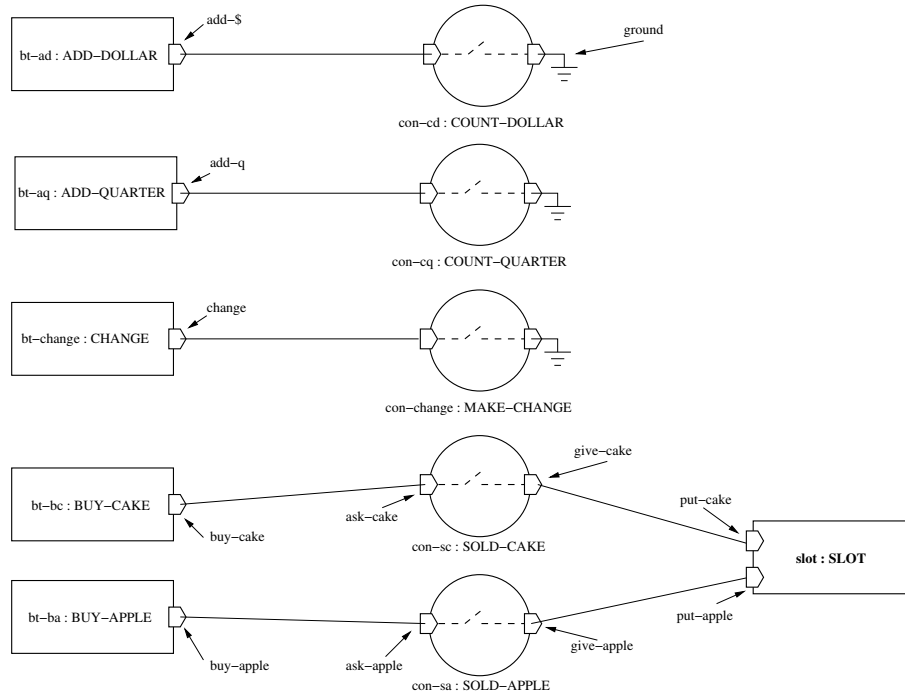 add−$
ground
bt−ad : ADD−DOLLAR
con−cd : COUNT−DOLLAR
add−q
bt−aq : ADD−QUARTER
con−cq : COUNT−QUARTER
change
bt−change : CHANGE
con−change : MAKE−CHANGE
give−cake
put−cake
bt−bc : BUY−CAKE
ask−cake
buy−cake
con−sc : SOLD−CAKE
slot : SLOT
bt−ba : BUY−APPLE
put−apple
buy−apple
ask−apple
give−apple
con−sa : SOLD−APPLE